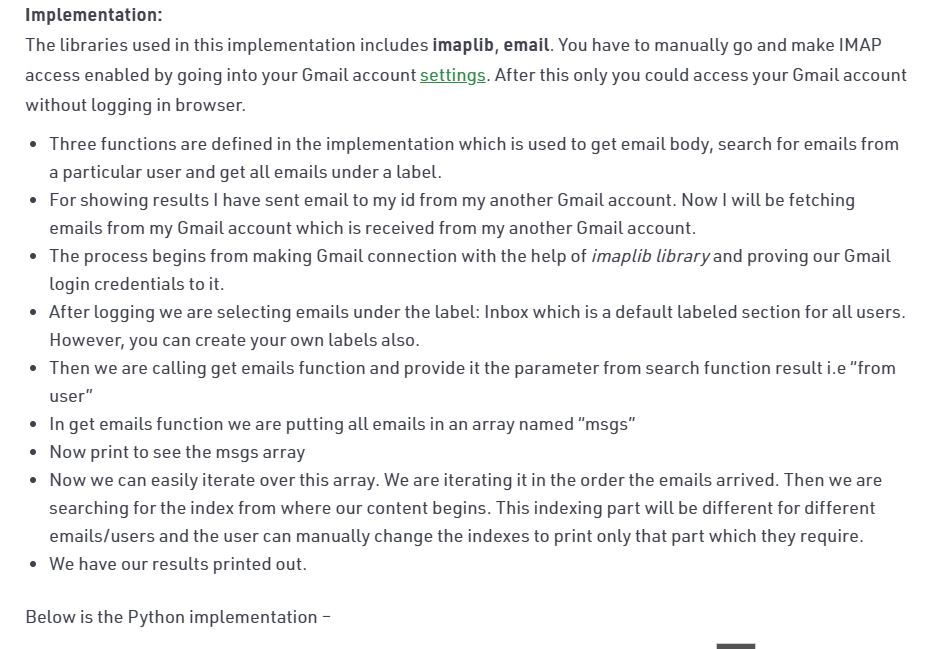 Implementation:
The libraries used in this implementation includes imaplib, email. You have to manually go and make IMAP
access enabled by going into your Gmail account settings. After this only you could access your Gmail account
without logging in browser.
• Three functions are defined in the implementation which is used to get email body, search for emails from
a particular user and get all emails under a label.
• For showing results I have sent email to my id from my another Gmail account. Now I will be fetching
emails from my Gmail account which is received from my another Gmail account.
• The process begins from making Gmail connection with the help of imaplib library and proving our Gmail
login credentials to it.
• After logging we are selecting emails under the label: Inbox which is a default labeled section for all users.
However, you can create your own labels also.
• Then we are calling get emails function and provide it the parameter from search function result i.e “from
user”
• In get emails function we are putting all emails in an array named “msgs”
• Now print to see the msgs array
• Now we can easily iterate over this array. We are iterating it in the order the emails arrived. Then we are
searching for the index from where our content begins. This indexing part will be different for different
emails/users and the user can manually change the indexes to print only that part which they require.
• We have our results printed out.
Below is the Python implementation –